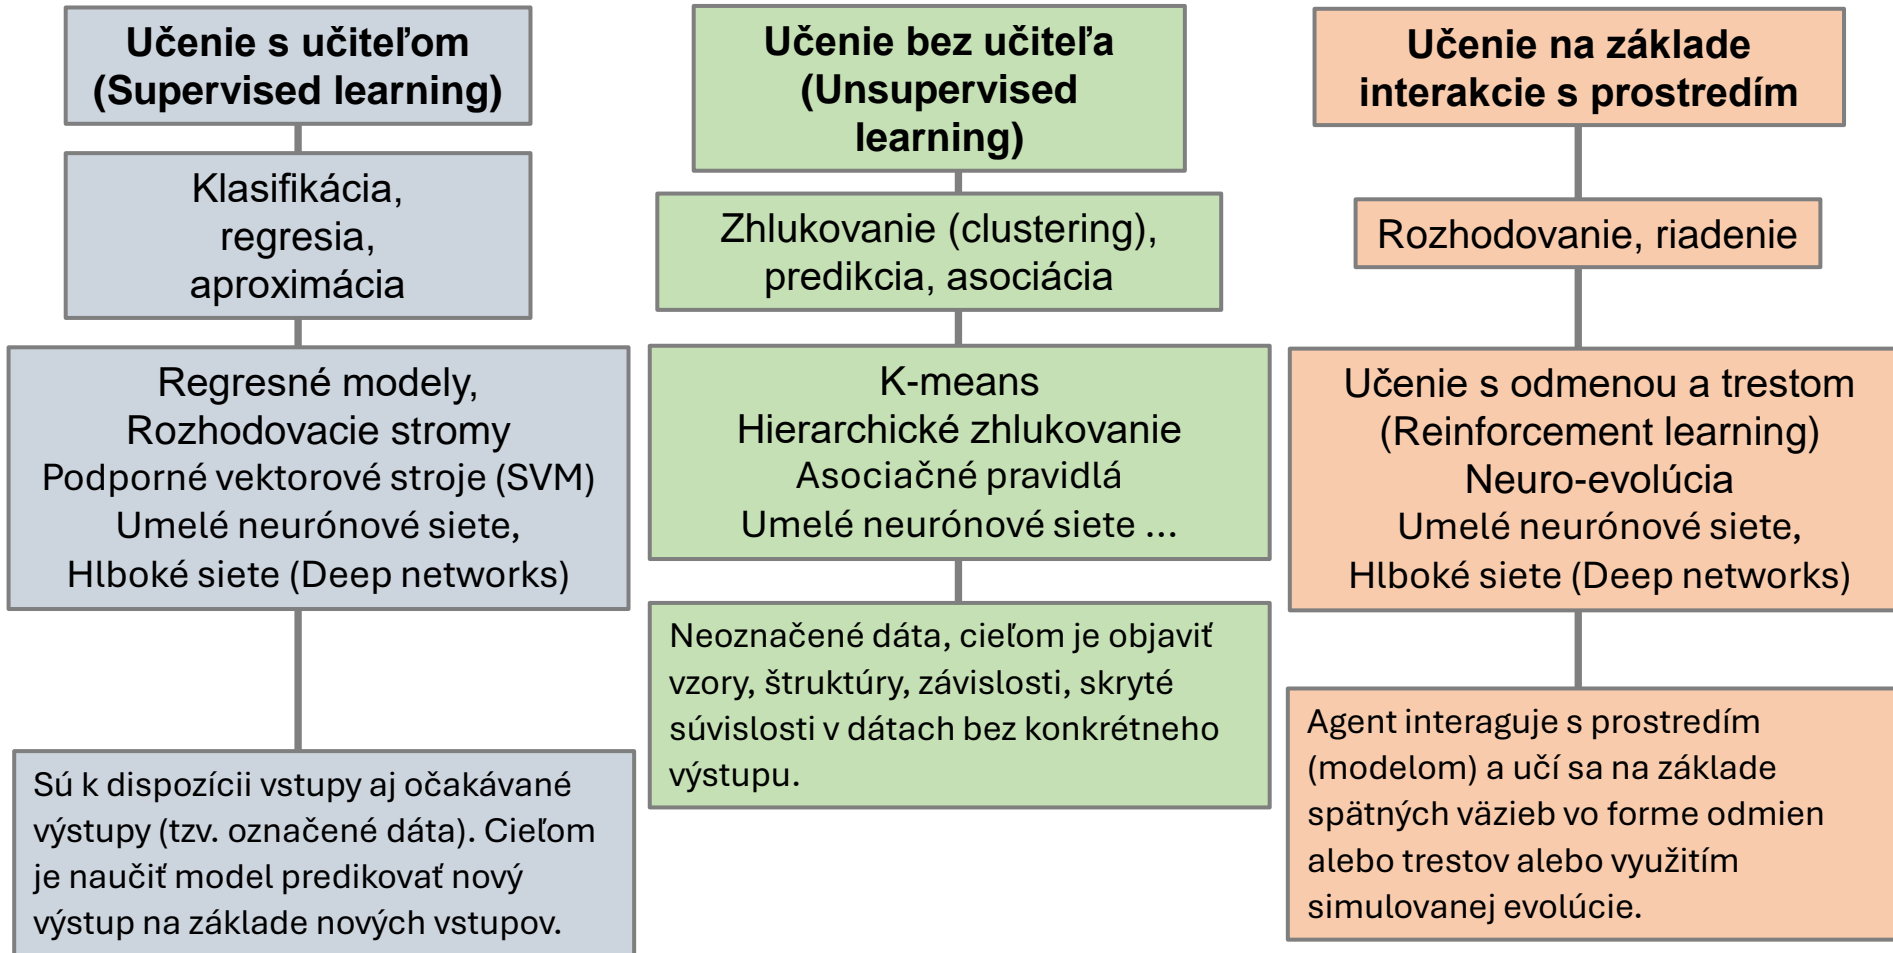 Učenie s učiteľom
(Supervised learning)
Klasifikácia,
regresia,
aproximácia
Regresné modely,
Rozhodovacie stromy
Podporné vektorové stroje (SVM)
Umelé neurónové siete,
Hlboké siete (Deep networks)
Sú k dispozícii vstupy aj očakávané
výstupy (tzv. označené dáta). Cieľom
je naučiť model predikovať nový
výstup na základe nových vstupov.
Učenie bez učiteľa
(Unsupervised
learning)
Zhlukovanie (clustering),
predikcia, asociácia
K-means
Hierarchické zhlukovanie
Asociačné pravidlá
Umelé neurónové siete ...
Neoznačené dáta, cieľom je objaviť
vzory, štruktúry, závislosti, skryté
súvislosti v dátach bez konkrétneho
výstupu.
Učenie na základe
interakcie s prostredím
Rozhodovanie, riadenie
Učenie s odmenou a trestom
(Reinforcement learning)
Neuro-evolúcia
Umelé neurónové siete,
Hlboké siete (Deep networks)
Agent interaguje s prostredím
(modelom) a učí sa na základe
spätných väzieb vo forme odmien
alebo trestov alebo využitím
simulovanej evolúcie.